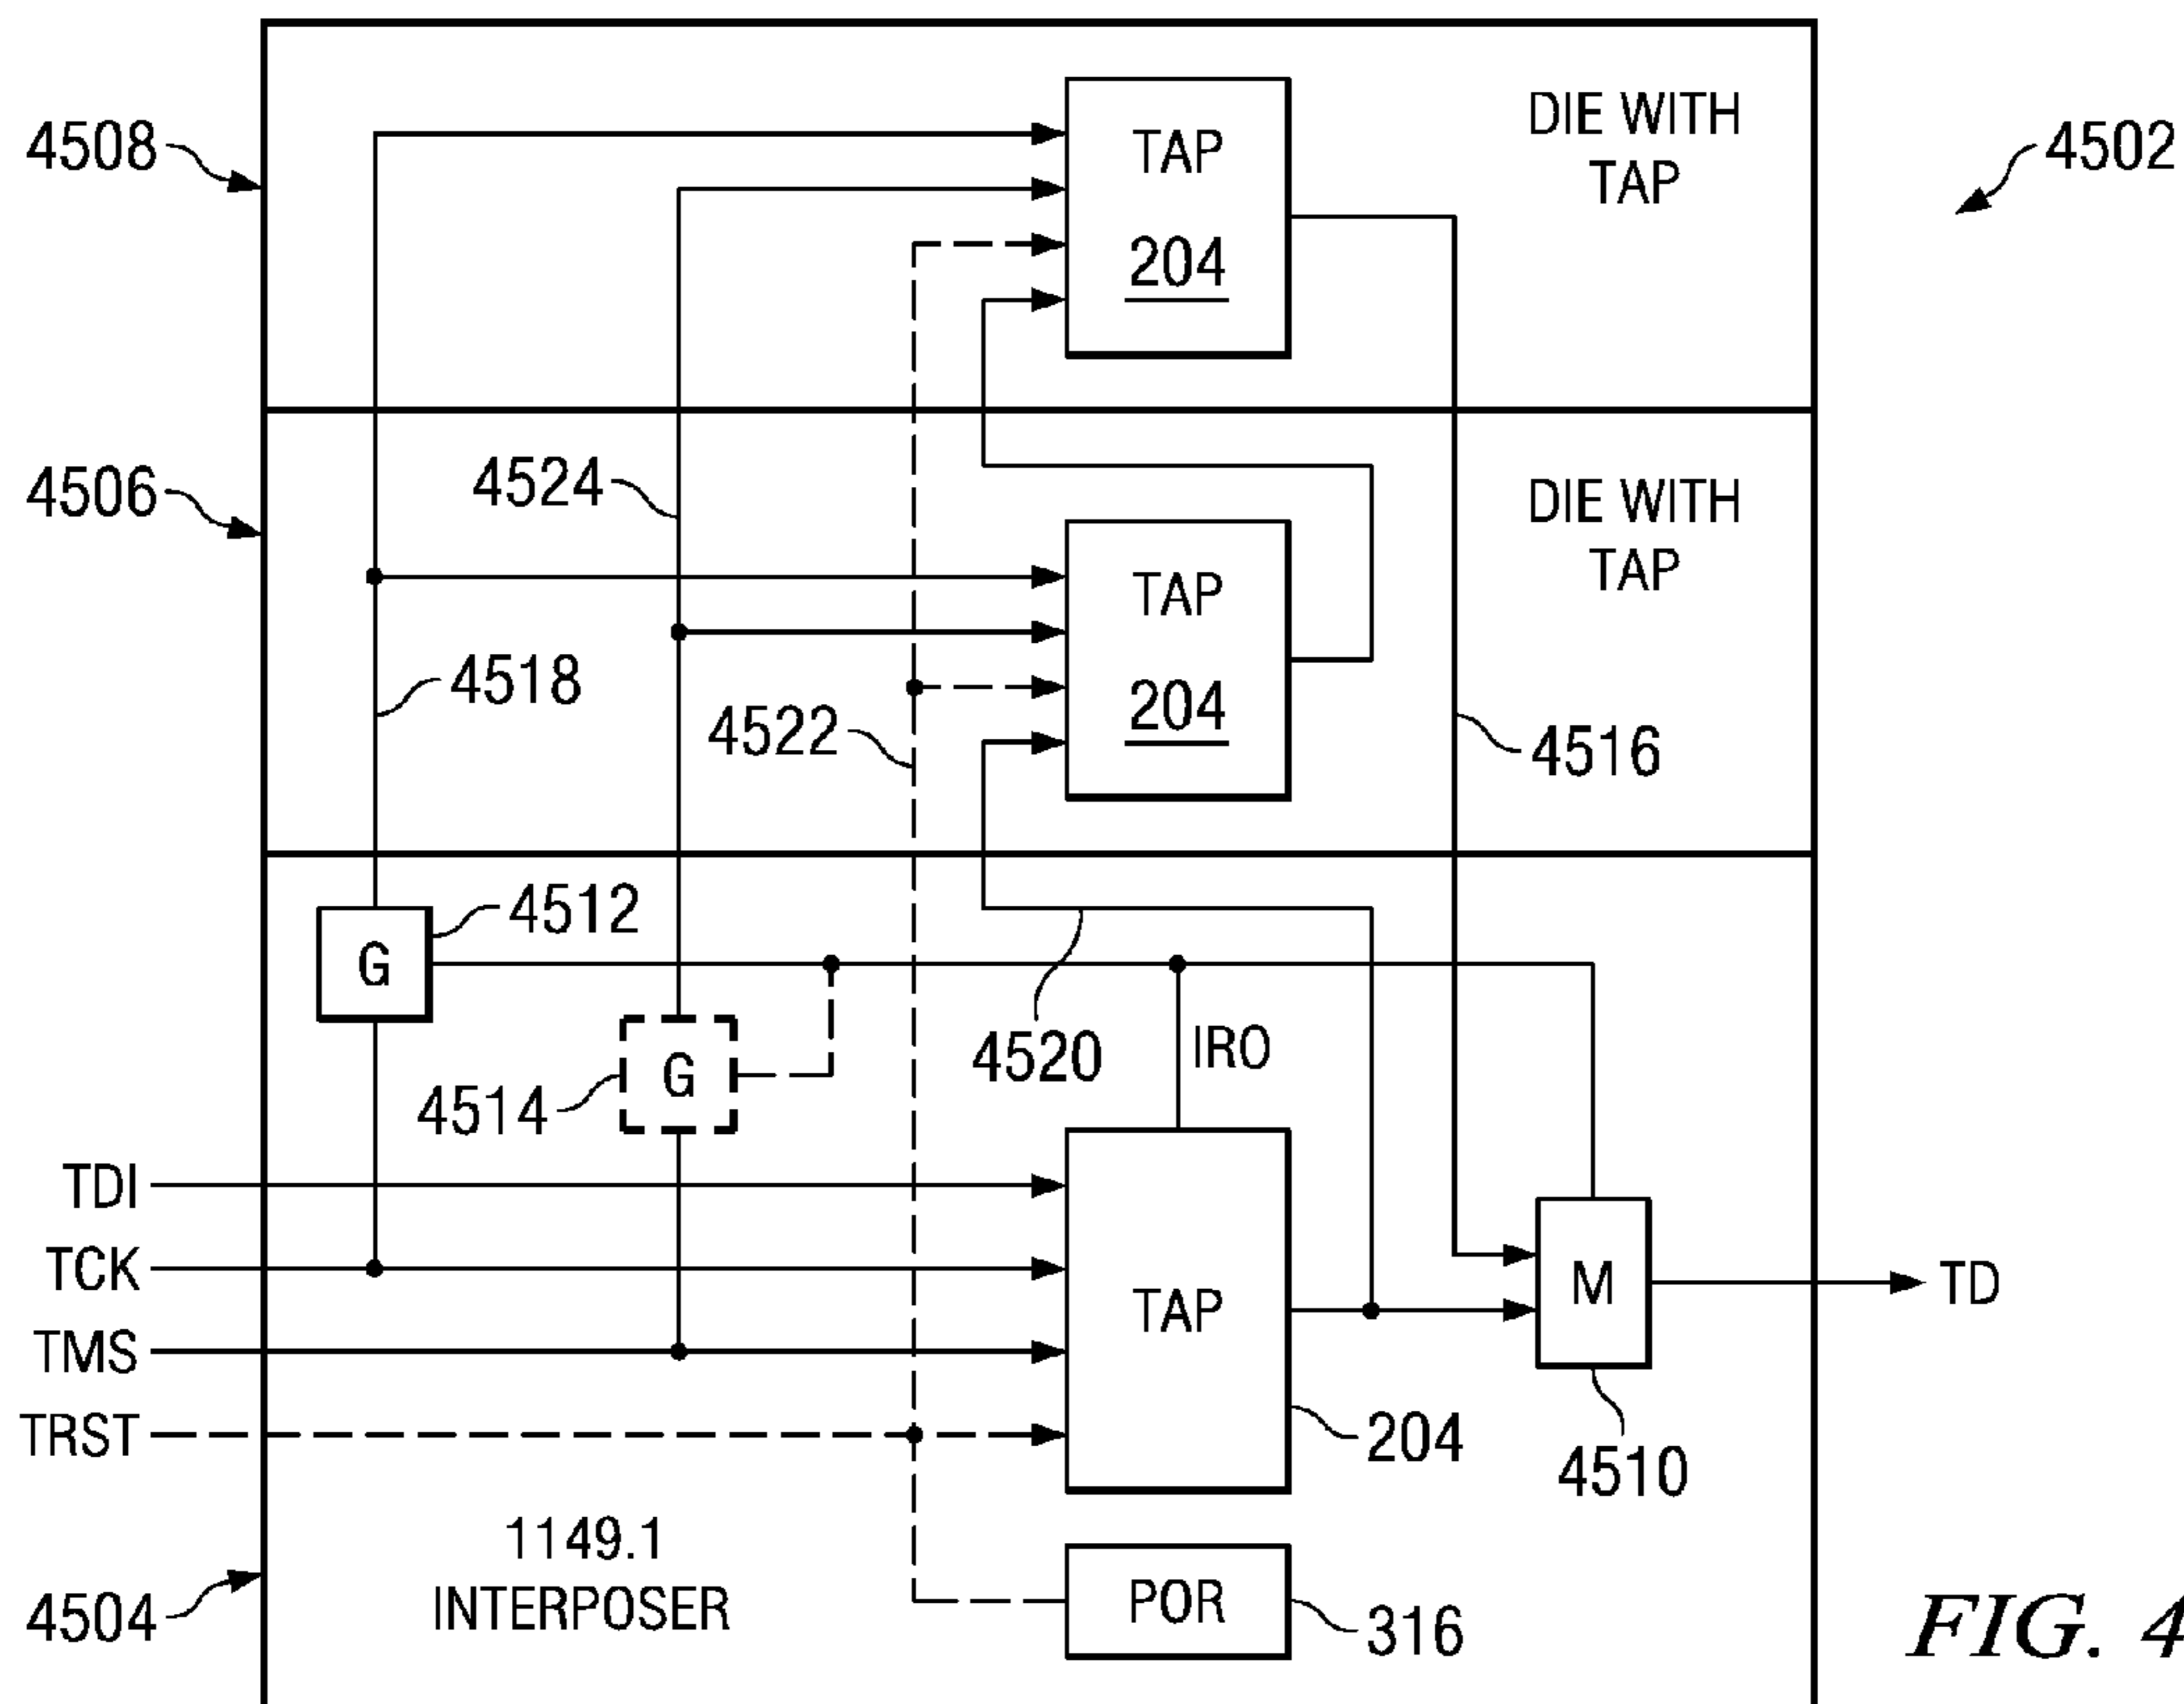 4508
TAP
204
DIE WITH
TAP
4502
4506
4524
DIE WITH
TAP
TAP
204
4518
4522
4516
4512
G
4520
IRO
G
4514
TDI
TCK
TMS
TRST
TAP
M
TD
204
4510
1149.1
INTERPOSER
4504
POR
316
FIG. 4